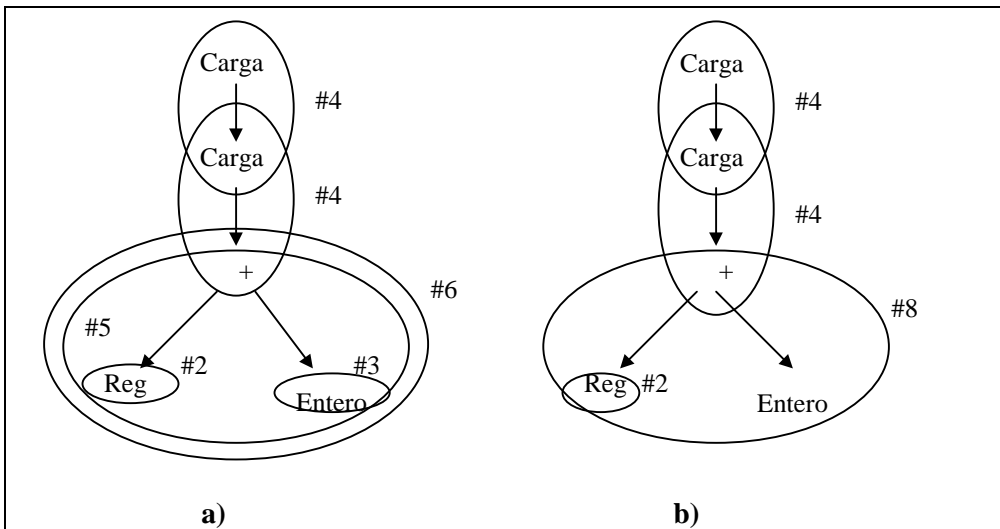 Carga
#4
Carga
#4
+
#6
#5
#2
#3
Reg
Entero
a)
Carga
#4
Carga
#4
+
#8
Reg
#2
Entero
b)